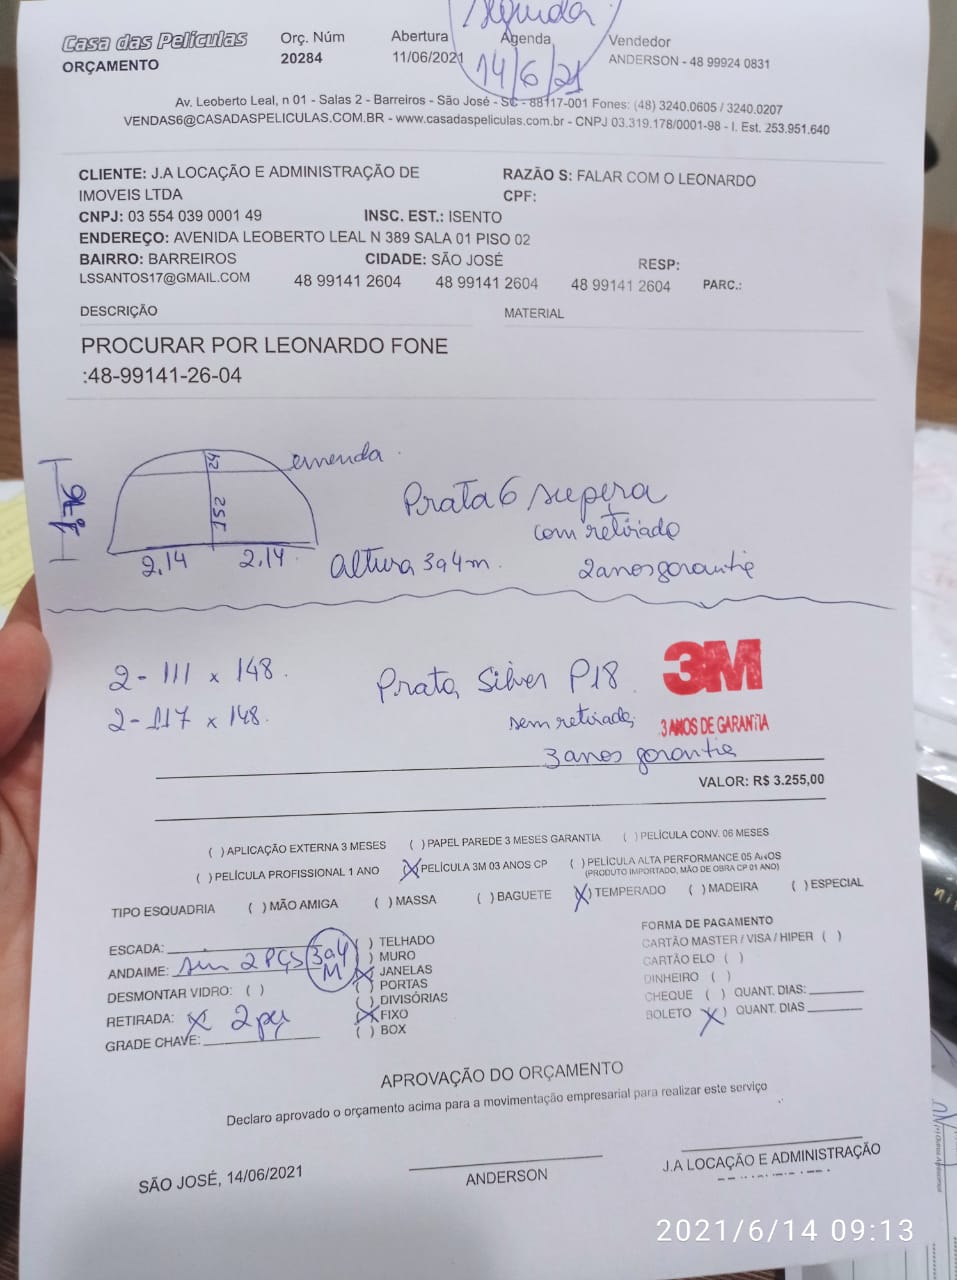 Segunda
14/6/21
Casa das Películas
ORÇAMENTO
Orç. Núm
20284
Abertura
11/06/2021
Agenda
Vendedor
ANDERSON - 48 99924 0831
Av. Leoberto Leal, n 01 - Salas 2 - Barreiros - São José - SC - 88117-001 Fones: (48) 3240.0605 / 3240.0207
VENDAS6@CASADASPELICULAS.COM.BR - www.casadaspeliculas.com.br - CNPJ 03.319.178/0001-98 - I. Est. 253.951.640
CLIENTE: J.A LOCAÇÃO E ADMINISTRAÇÃO DE
IMOVEIS LTDA
RAZÃO S: FALAR COM O LEONARDO
CPF:
CNPJ: 03 554 039 0001 49 INSC. EST.: ISENTO
ENDEREÇO: AVENIDA LEOBERTO LEAL N 389 SALA 01 PISO 02
BAIRRO: BARREIROS CIDADE: SÃO JOSÉ RESP:
LSSANTOS17@GMAIL.COM 48 99141 2604 48 99141 2604 48 99141 2604 PARC.:
DESCRIÇÃO MATERIAL
PROCURAR POR LEONARDO FONE
:48-99141-26-04
24 emenda
1.76
152
2,14 2,14
Prata 6 supera
com retirado
Altura 3a4m. 2anos garantia
2- 111 x 148.
2- 117 x 148.
Prata Silver P18
sem retirada
3 anos garantia
3M
3 ANOS DE GARANTIA
VALOR: R$ 3.255,00
( ) APLICAÇÃO EXTERNA 3 MESES ( ) PAPEL PAREDE 3 MESES GARANTIA ( ) PELÍCULA CONV. 06 MESES
( ) PELÍCULA PROFISSIONAL 1 ANO (X) PELÍCULA 3M 03 ANOS CP ( ) PELÍCULA ALTA PERFORMANCE 05 ANOS
(PRODUTO IMPORTADO, MÃO DE OBRA CP 01 ANO)
TIPO ESQUADRIA ( ) MÃO AMIGA ( ) MASSA ( ) BAGUETE (X) TEMPERADO ( ) MADEIRA ( ) ESPECIAL
ESCADA:
ANDAIME: sim 2 PÇS 3a4 M
DESMONTAR VIDRO: ( )
RETIRADA: X 2 pç
GRADE CHAVE:
( ) TELHADO
( ) MURO
(X) JANELAS
( ) PORTAS
( ) DIVISÓRIAS
(X) FIXO
( ) BOX
FORMA DE PAGAMENTO
CARTÃO MASTER / VISA / HIPER ( )
CARTÃO ELO ( )
DINHEIRO ( )
CHEQUE ( ) QUANT. DIAS:
BOLETO (X) QUANT. DIAS
APROVAÇÃO DO ORÇAMENTO
Declaro aprovado o orçamento acima para a movimentação empresarial para realizar este serviço
SÃO JOSÉ, 14/06/2021
ANDERSON
J.A LOCAÇÃO E ADMINISTRAÇÃO
2021/6/14 09:13